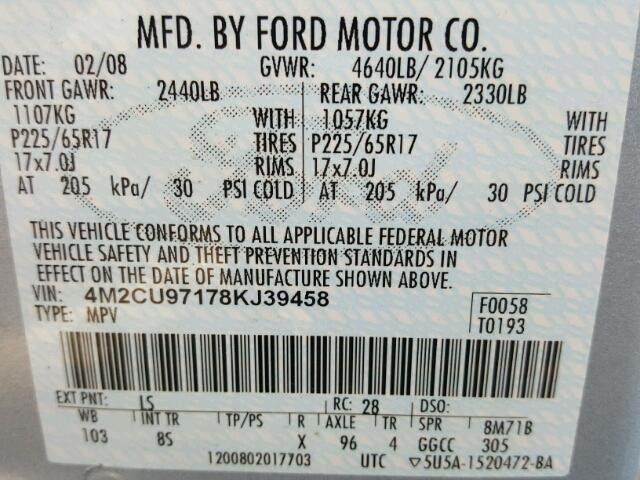 MFD. BY FORD MOTOR CO.
DATE: 02/08 GVWR: 4640LB/ 2105KG
FRONT GAWR: 2440LB REAR GAWR: 2330LB
1107KG WITH 1057KG WITH
P225/65R17 TIRES P225/65R17 TIRES
17x7.0J RIMS 17x7.0J RIMS
AT 205 kPa/ 30 PSI COLD AT 205 kPa/ 30 PSI COLD
Ford
THIS VEHICLE CONFORMS TO ALL APPLICABLE FEDERAL MOTOR
VEHICLE SAFETY AND THEFT PREVENTION STANDARDS IN
EFFECT ON THE DATE OF MANUFACTURE SHOWN ABOVE.
VIN: 4M2CU97178KJ39458 F0058
TYPE: MPV T0193
EXT PNT: LS RC: 28 DSO:
WB INT TR TP/PS R AXLE TR SPR 8M71B
103 8S X 96 4 GGCC 305
1200802017703 UTC ▽5U5A-1520472-BA